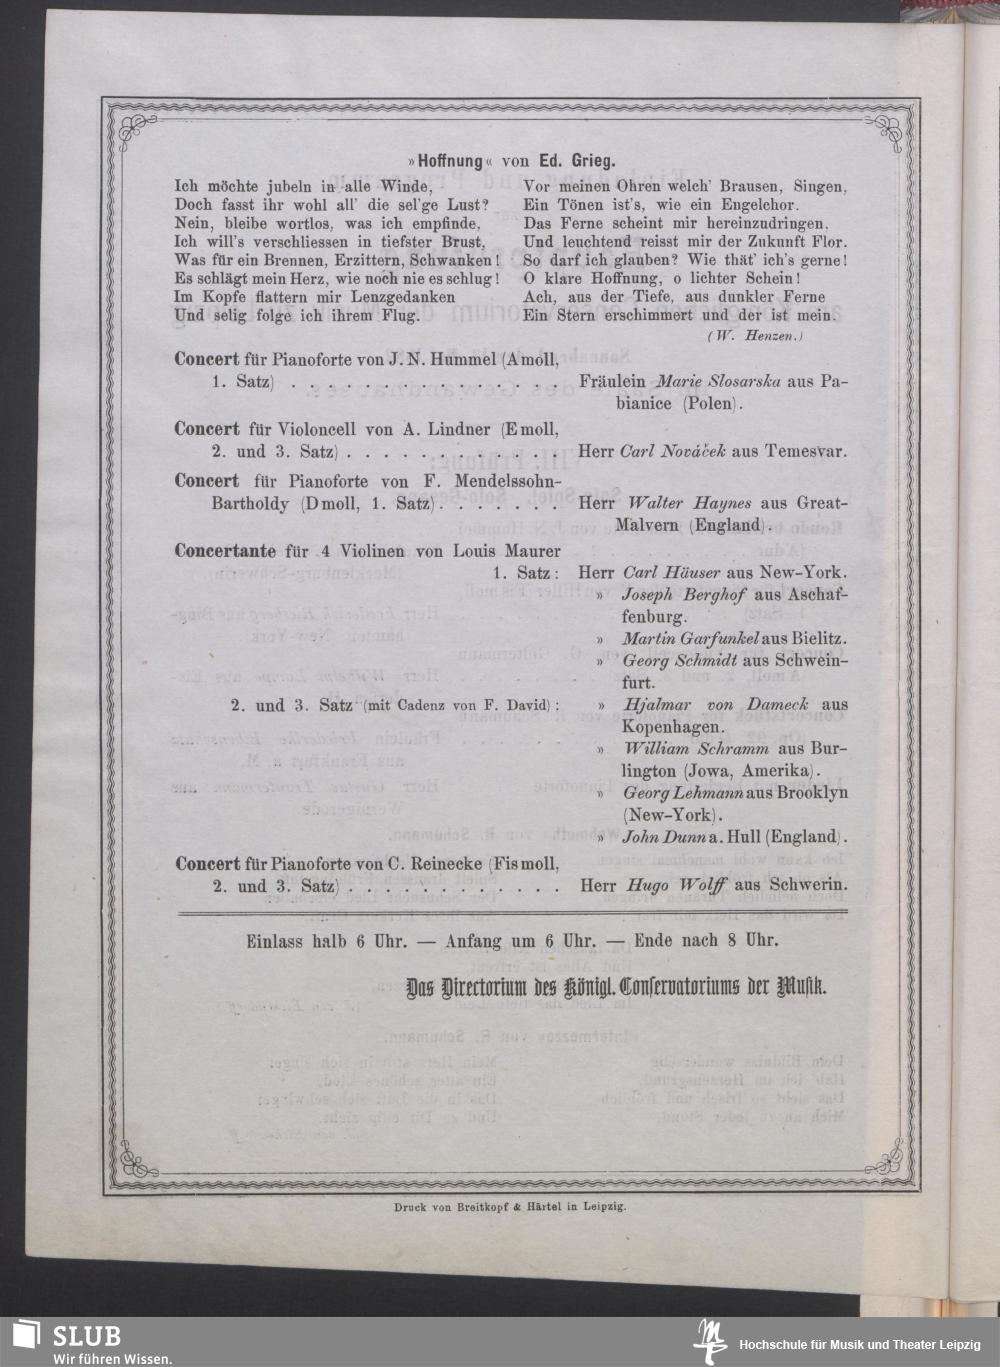 »Hoffnung« von Ed. Grieg.
Ich möchte jubeln in alle Winde,
Doch fasst ihr wohl all' die sel'ge Lust?
Nein, bleibe wortlos, was ich empfinde,
Ich will's verschliessen in tiefster Brust,
Was für ein Brennen, Erzittern, Schwanken!
Es schlägt mein Herz, wie noch nie es schlug!
Im Kopfe flattern mir Lenzgedanken
Und selig folge ich ihrem Flug.
Vor meinen Ohren welch' Brausen, Singen,
Ein Tönen ist's, wie ein Engelchor.
Das Ferne scheint mir hereinzudringen,
Und leuchtend reisst mir der Zukunft Flor.
So darf ich glauben? Wie thät' ich's gerne!
O klare Hoffnung, o lichter Schein!
Ach, aus der Tiefe, aus dunkler Ferne
Ein Stern erschimmert und der ist mein.
(W. Henzen.)
Concert für Pianoforte von J. N. Hummel (Amoll,
1. Satz) . . . . . . . . . . . . . . . Fräulein Marie Slosarska aus Pa-
bianice (Polen).
Concert für Violoncell von A. Lindner (Emoll,
2. und 3. Satz) . . . . . . . . . . . . Herr Carl Nováček aus Temesvar.
Concert für Pianoforte von F. Mendelssohn-
Bartholdy (Dmoll, 1. Satz) . . . . . . . Herr Walter Haynes aus Great-
Malvern (England).
Concertante für 4 Violinen von Louis Maurer
1. Satz: Herr Carl Häuser aus New-York.
» Joseph Berghof aus Aschaf-
fenburg.
» Martin Garfunkel aus Bielitz.
» Georg Schmidt aus Schwein-
furt.
2. und 3. Satz (mit Cadenz von F. David): » Hjalmar von Dameck aus
Kopenhagen.
» William Schramm aus Bur-
lington (Jowa, Amerika).
» Georg Lehmann aus Brooklyn
(New-York).
» John Dunn a. Hull (England).
Concert für Pianoforte von C. Reinecke (Fismoll,
2. und 3. Satz) . . . . . . . . . . . . Herr Hugo Wolff aus Schwerin.
Einlass halb 6 Uhr. — Anfang um 6 Uhr. — Ende nach 8 Uhr.
Das Directorium des Königl. Conservatoriums der Musik.
Druck von Breitkopf & Härtel in Leipzig.
SLUB
Wir führen Wissen.
Hochschule für Musik und Theater Leipzig